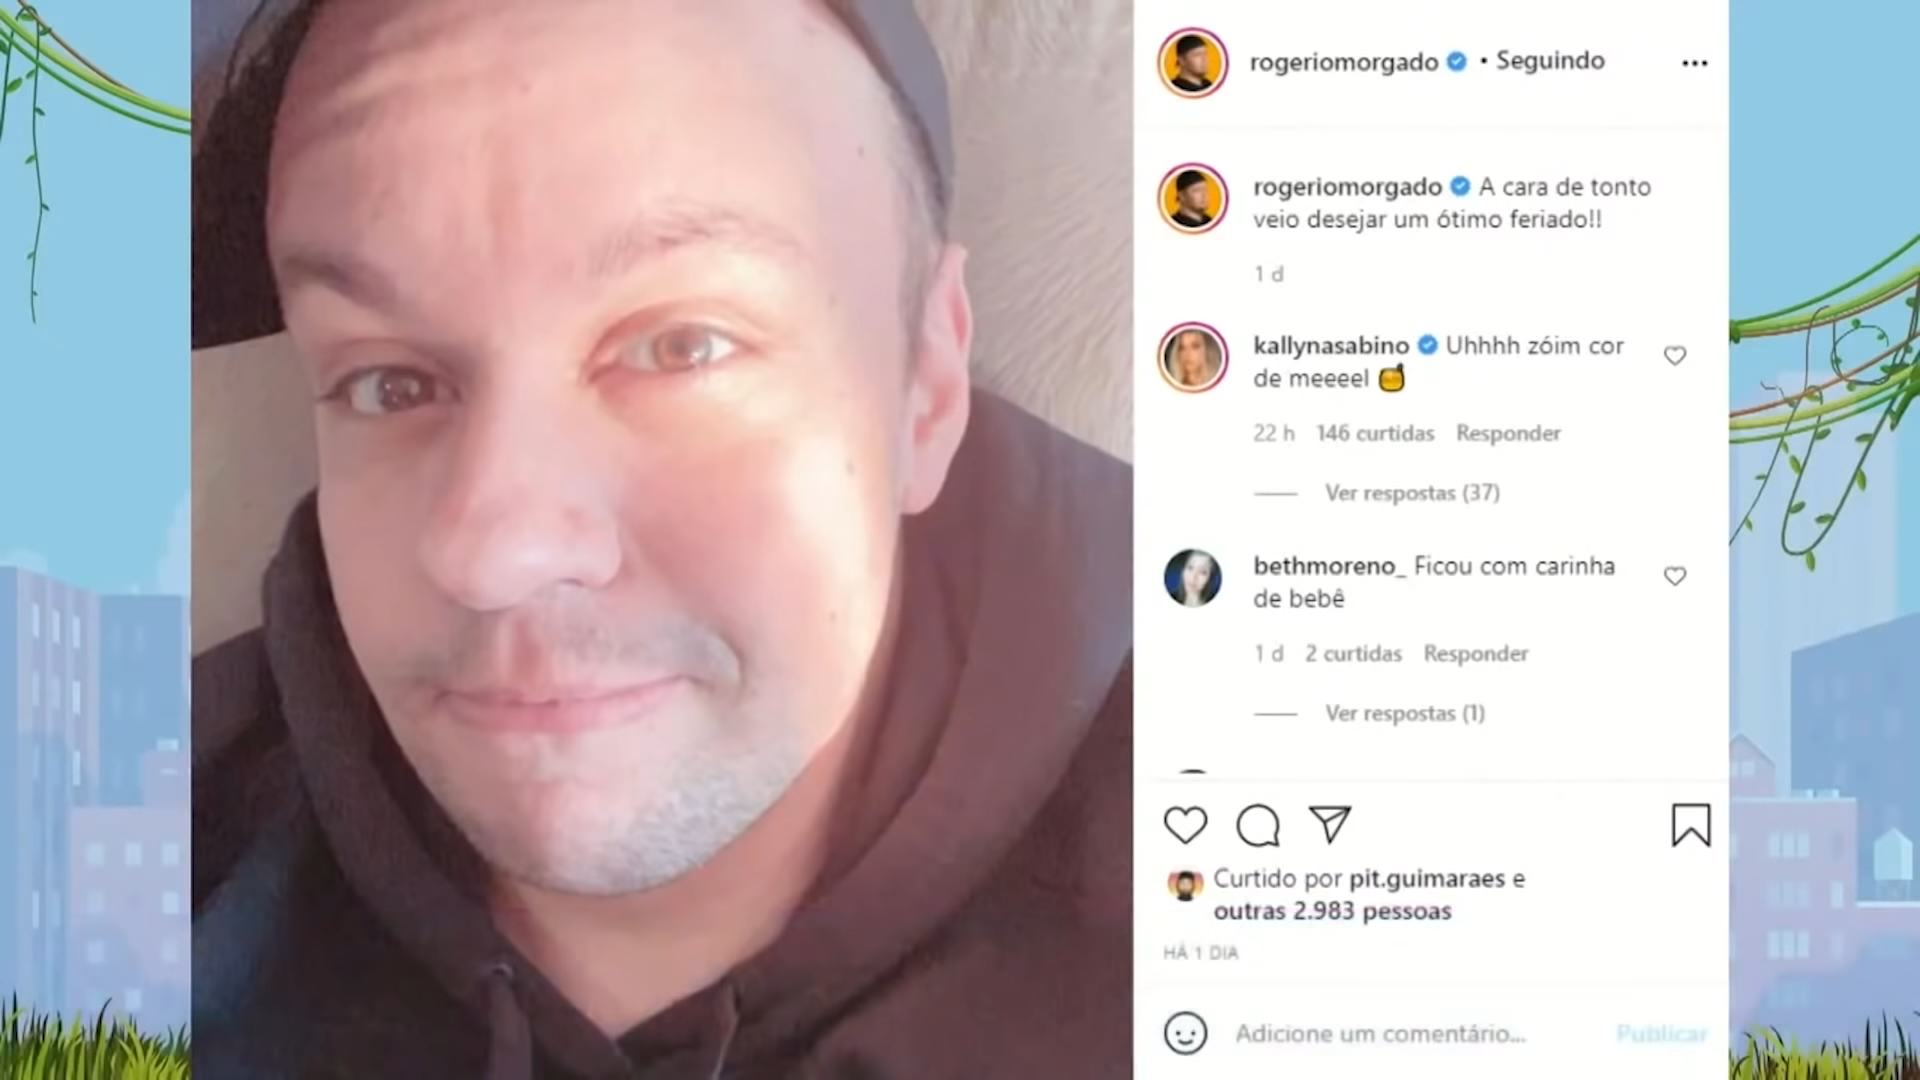 rogeriomorgado • Seguindo
rogeriomorgado A cara de tonto
veio desejar um ótimo feriado!!
1 d
kallynasabino Uhhhh zóim cor
de meeeel 🍯
22 h 146 curtidas Responder
Ver respostas (37)
bethmoreno_ Ficou com carinha
de bebê
1 d 2 curtidas Responder
Ver respostas (1)
Curtido por pit.guimaraes e
outras 2.983 pessoas
HÁ 1 DIA
Adicione um comentário... Publicar